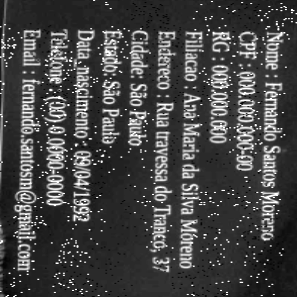 Nome : Fernando Santos Moreno
CPF : 000.000.000-00
RG : 000.000.000
Filiacao : Ana Maria da Silva Moreno
Endereco : Rua travessa do Traço, 37
Cidade: São Paulo
Estado: São Paulo
Data nascimento : 09/04/1992
Telefone : (00) 0.0000-0000
Email : fernando.santosm@gmail.com